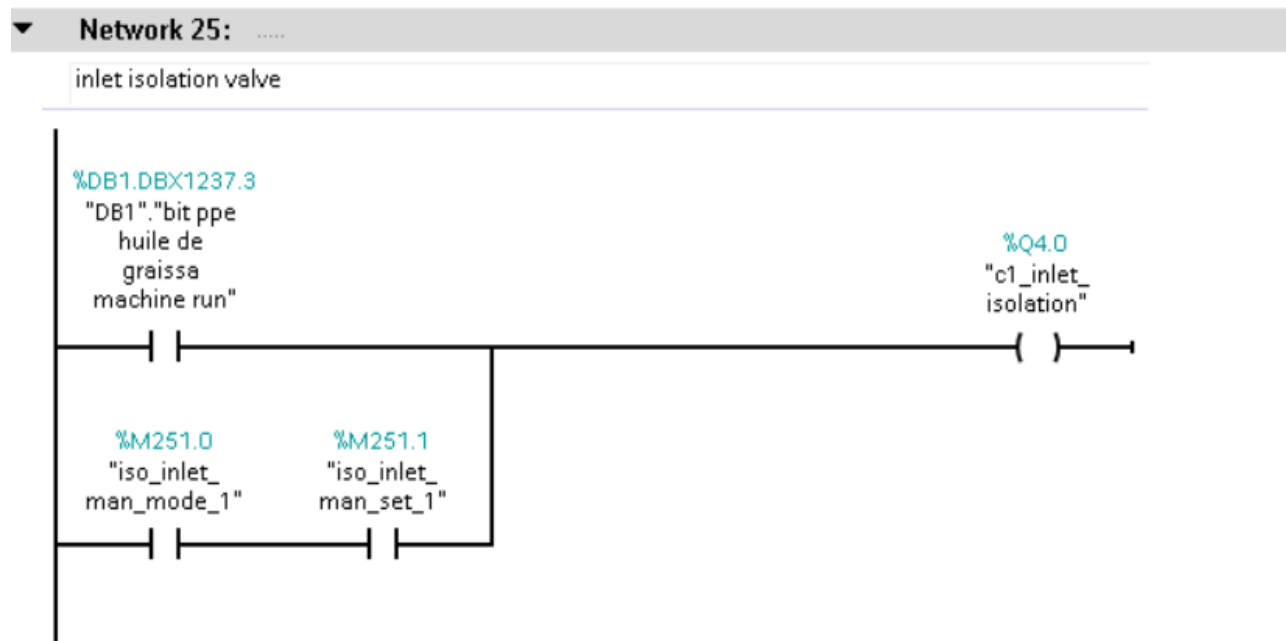 Network 25: .....
inlet isolation valve
%DB1.DBX1237.3
"DB1"."bit ppe
huile de
graissa
machine run"
%Q4.0
"c1_inlet_
isolation"
%M251.0
"iso_inlet_
man_mode_1"
%M251.1
"iso_inlet_
man_set_1"